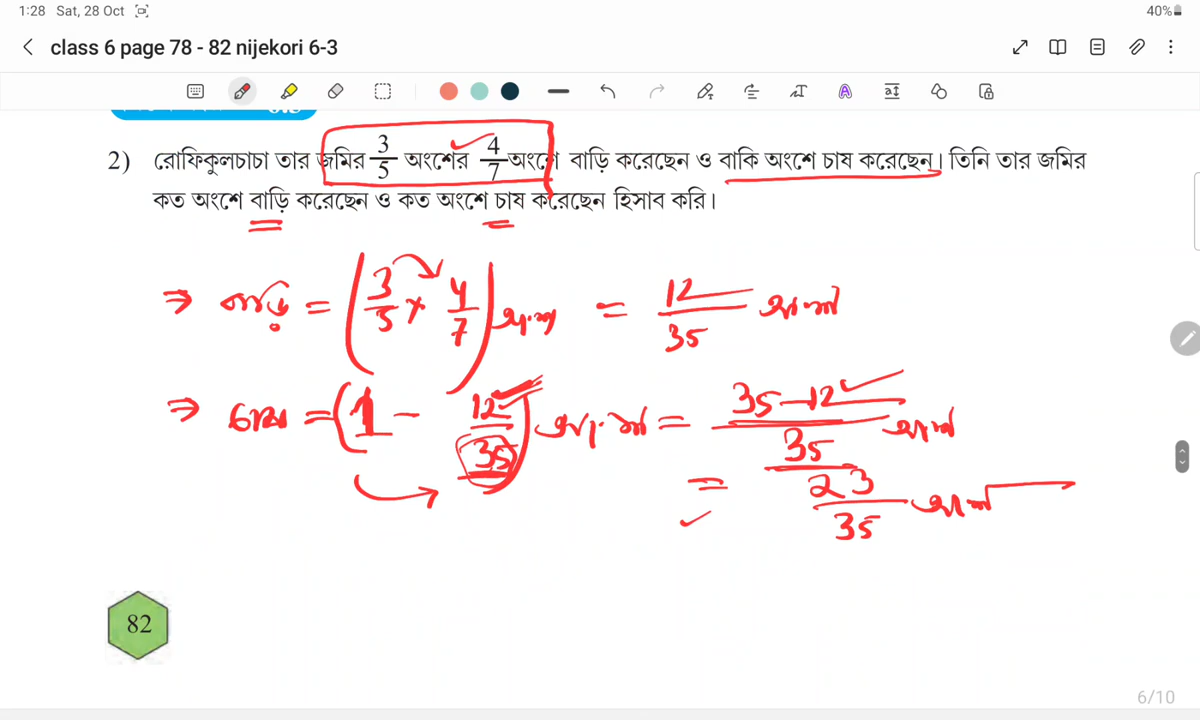 1:28 Sat, 28 Oct 40%
class 6 page 78 - 82 nijekori 6-3
2) রোফিকুলচাচা তার জমির 3/5 অংশের 4/7 অংশে বাড়ি করেছেন ও বাকি অংশে চাষ করেছেন। তিনি তার জমির
কত অংশে বাড়ি করেছেন ও কত অংশে চাষ করেছেন হিসাব করি।
⇒ বাড়ি = (3/5 × 4/7) অংশ = 12/35 অংশ
⇒ চাষ = (1 - 12/35) অংশ = 35-12/35 অংশ
= 23/35 অংশ
82
6/10